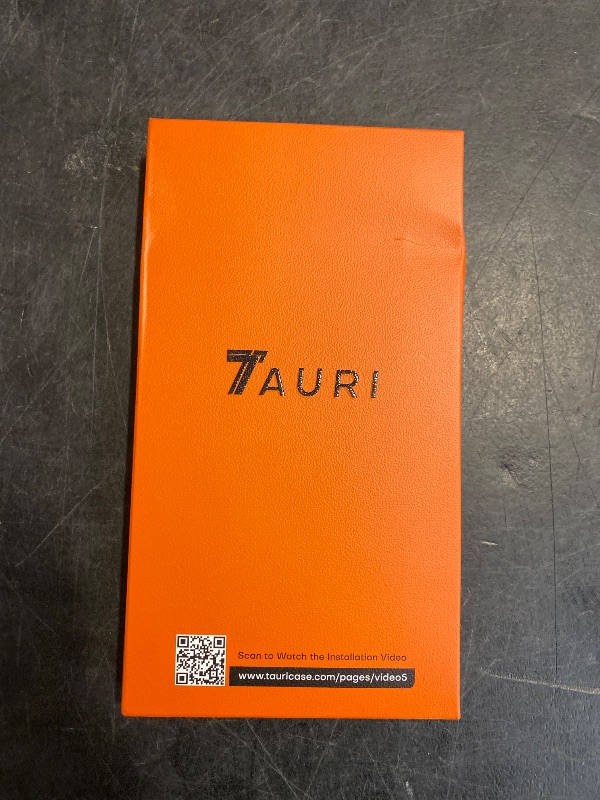 TAURI
Scan to Watch the Installation Video
www.tauricase.com/pages/video5